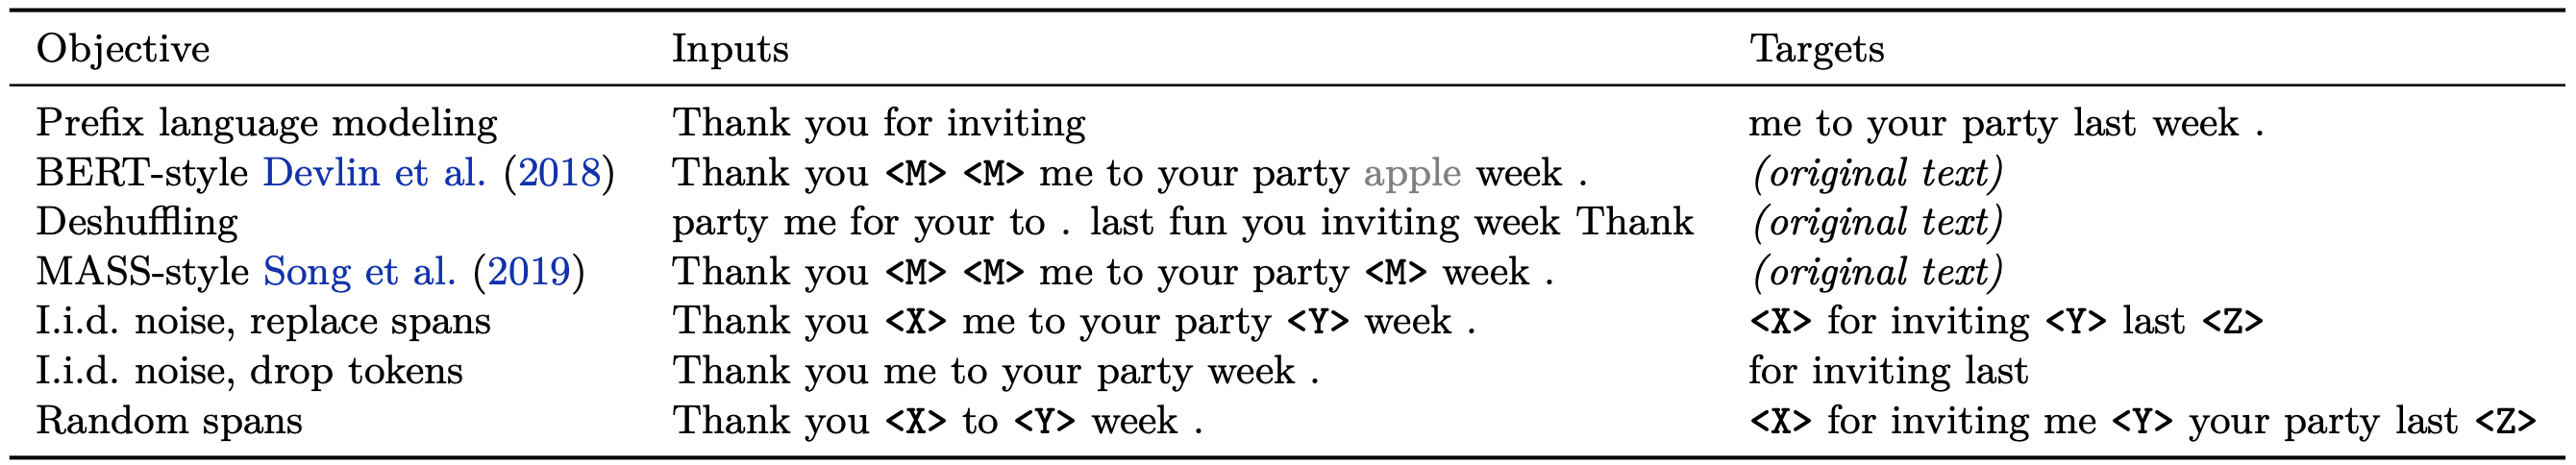 Objective Inputs Targets
Prefix language modeling Thank you for inviting me to your party last week .
BERT-style Devlin et al. (2018) Thank you <M> <M> me to your party apple week . (original text)
Deshuffling party me for your to . last fun you inviting week Thank (original text)
MASS-style Song et al. (2019) Thank you <M> <M> me to your party <M> week . (original text)
I.i.d. noise, replace spans Thank you <X> me to your party <Y> week . <X> for inviting <Y> last <Z>
I.i.d. noise, drop tokens Thank you me to your party week . for inviting last
Random spans Thank you <X> to <Y> week . <X> for inviting me <Y> your party last <Z>